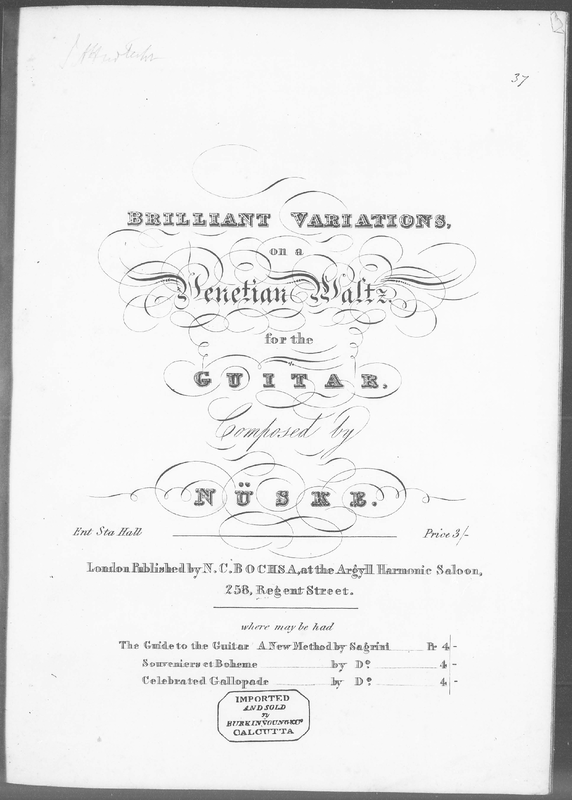 37
BRILLIANT VARIATIONS,
on a
Venetian Waltz
for the
GUITAR,
Composed by
NÜSKE.
Ent Sta Hall Price 3/-
London Published by N. C. BOCHSA, at the Argyll Harmonic Saloon,
258, Regent Street.
where may be had
The Guide to the Guitar A New Method by Sagrini Pr 4 -
Souveniers et Boheme by Do. 4 -
Celebrated Gallopade by Do. 4 -
IMPORTED
AND SOLD
by
BURKINYOUNG & Co
CALCUTTA